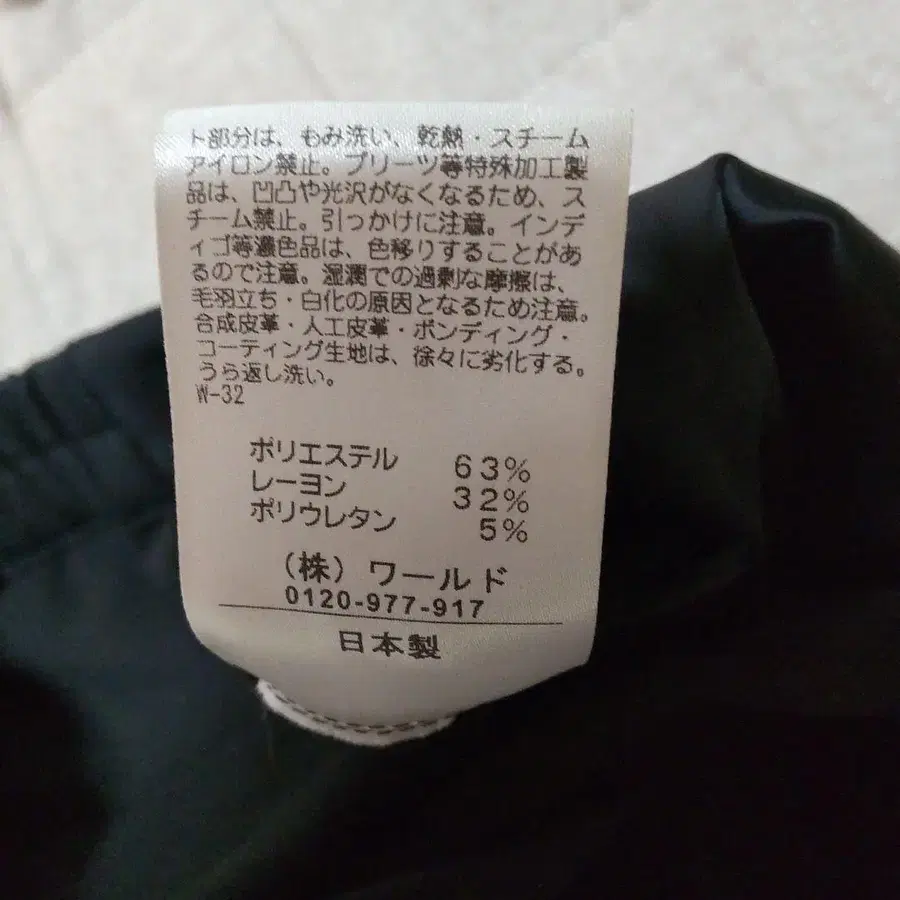 ト部分は、もみ洗い、乾熱・スチーム
アイロン禁止。プリーツ等特殊加工製
品は、凹凸や光沢がなくなるため、ス
チーム禁止。引っかけに注意。インデ
ィゴ等濃色品は、色移りすることがあ
るので注意。湿潤での過剰な摩擦は、
毛羽立ち・白化の原因となるため注意。
合成皮革・人工皮革・ボンディング・
コーティング生地は、徐々に劣化する。
うら返し洗い。
W-32
ポリエステル 63%
レーヨン 32%
ポリウレタン 5%
（株）ワールド
0120-977-917
日本製